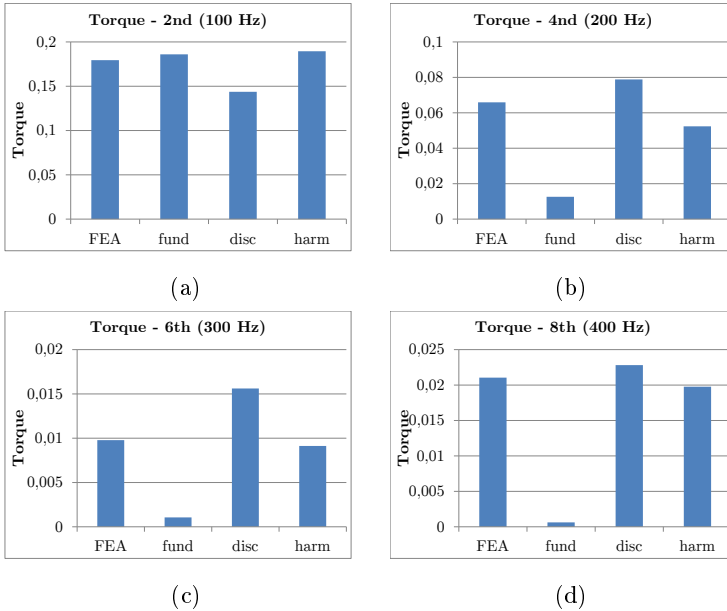 Torque - 2nd (100 Hz)
0,2
0,15
0,1
0,05
0
Torque
FEA fund disc harm
(a)
Torque - 4nd (200 Hz)
0,1
0,08
0,06
0,04
0,02
0
Torque
FEA fund disc harm
(b)
Torque - 6th (300 Hz)
0,02
0,015
0,01
0,005
0
Torque
FEA fund disc harm
(c)
Torque - 8th (400 Hz)
0,025
0,02
0,015
0,01
0,005
0
Torque
FEA fund disc harm
(d)